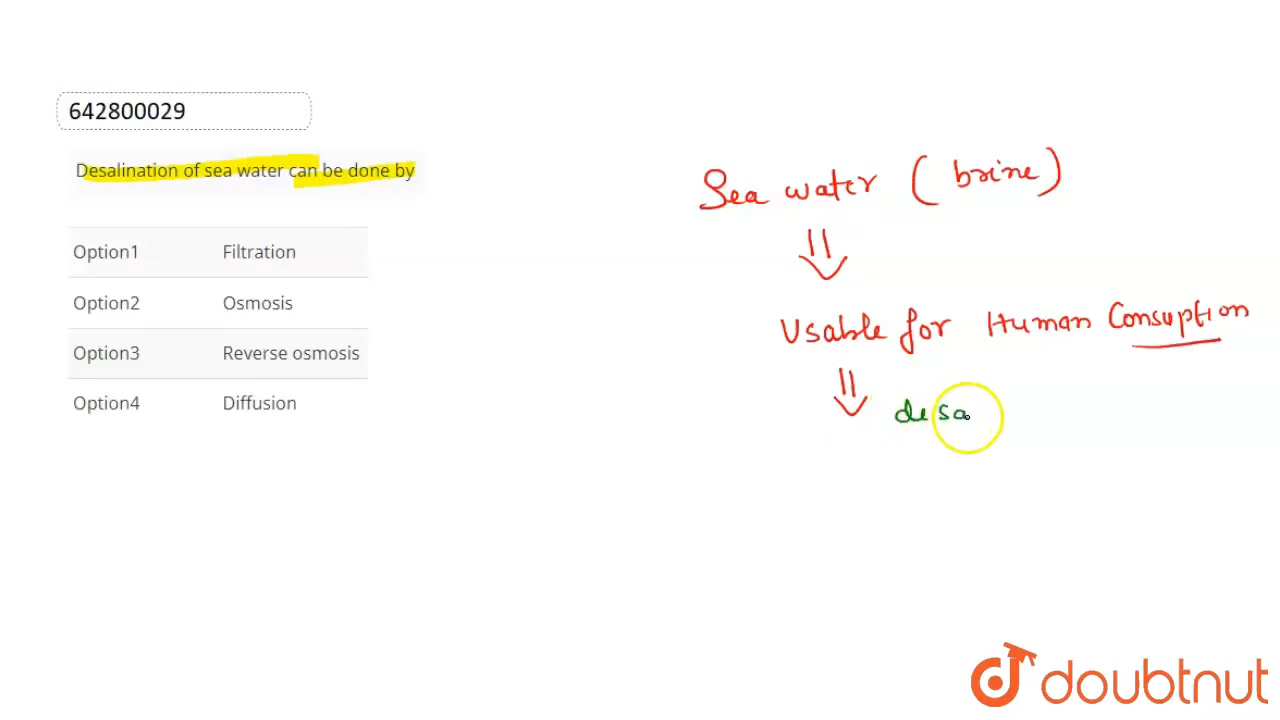 642800029
Desalination of sea water can be done by
Option1 Filtration
Option2 Osmosis
Option3 Reverse osmosis
Option4 Diffusion
Sea water (brine)
Usable for Human Consuption
desa
doubtnut